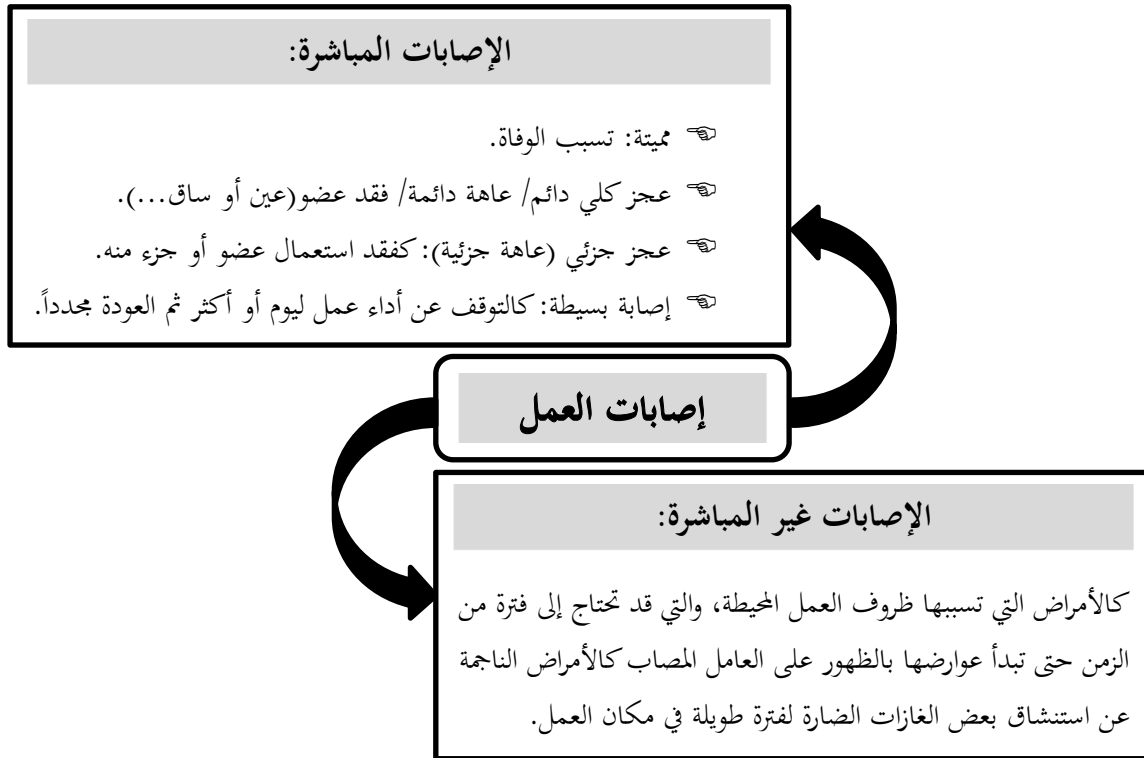 الإصابات المباشرة:
☜ مميتة: تسبب الوفاة.
☜ عجز كلي دائم/ عاهة دائمة/ فقد عضو(عين أو ساق...).
☜ عجز جزئي (عاهة جزئية): كفقد استعمال عضو أو جزء منه.
☜ إصابة بسيطة: كالتوقف عن أداء عمل ليوم أو أكثر ثم العودة مجدداً.
إصابات العمل
الإصابات غير المباشرة:
كالأمراض التي تسببها ظروف العمل المحيطة، والتي قد تحتاج إلى فترة من
الزمن حتى تبدأ عوارضها بالظهور على العامل المصاب كالأمراض الناجمة
عن استنشاق بعض الغازات الضارة لفترة طويلة في مكان العمل.